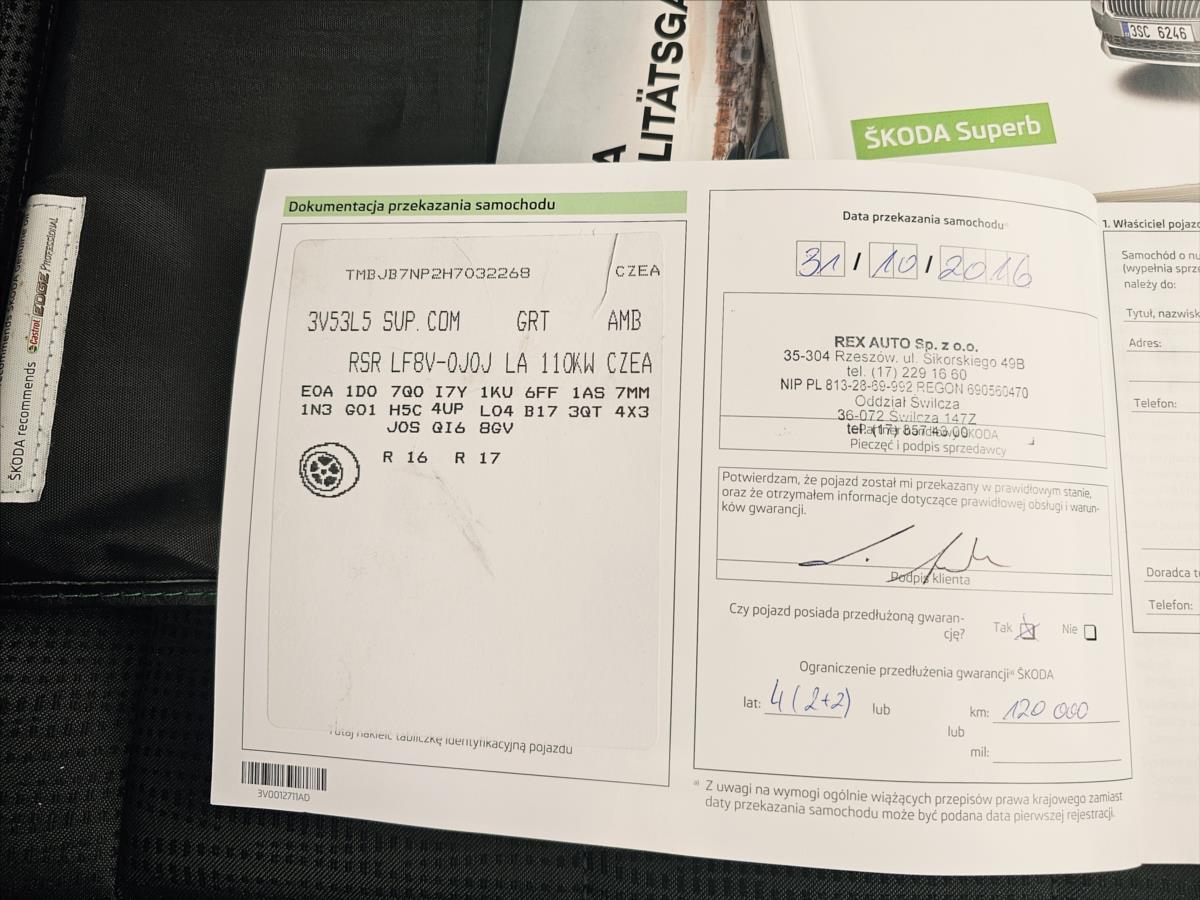 LITÄTSGA
3SC 6246
ŠKODA Superb
ŠKODA recommends
Castrol EDGE PROFESSIONAL
Dokumentacja przekazania samochodu
TMBJB7NP2H7032268 CZEA
3V53L5 SUP.COM GRT AMB
RSR LF8V-0J0J LA 110KW CZEA
E0A 1D0 7Q0 I7Y 1KU 6FF 1AS 7MM
1N3 G01 H5C 4UP L04 B17 3QT 4X3
J0S QI6 8GV
R 16 R 17
Tutaj nakleić tabliczkę identyfikacyjną pojazdu
3V0012711AD
Data przekazania samochodu a)
31 / 10 / 2016
REX AUTO Sp. z o.o.
35-304 Rzeszów. ul. Sikorskiego 49B
tel. (17) 229 16 60
NIP PL 813-28-69-992 REGON 690560470
Oddział Świlcza
36-072 Świlcza 147Z
tel. (17) 857 43 00
ŠKODA
Pieczęć i podpis sprzedawcy
Potwierdzam, że pojazd został mi przekazany w prawidłowym stanie,
oraz że otrzymałem informacje dotyczące prawidłowej obsługi i warun-
ków gwarancji.
Podpis klienta
Czy pojazd posiada przedłużoną gwaran-
cję?
Tak Nie
Ograniczenie przedłużenia gwarancji a) ŠKODA
lat: 4 (2+2) lub km: 120 000
lub
mil:
a) Z uwagi na wymogi ogólnie wiążących przepisów prawa krajowego zamiast
daty przekazania samochodu może być podana data pierwszej rejestracji.
1. Właściciel pojazd
Samochód o nu
(wypełnia sprze
należy do:
Tytuł, nazwisk
Adres:
Telefon:
Doradca t
Telefon: